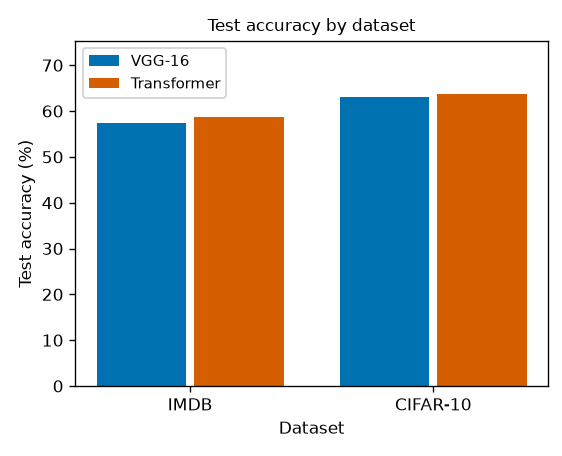 Test accuracy by dataset
VGG-16
Transformer
Test accuracy (%)
70
60
50
40
30
20
10
0
IMDB
CIFAR-10
Dataset